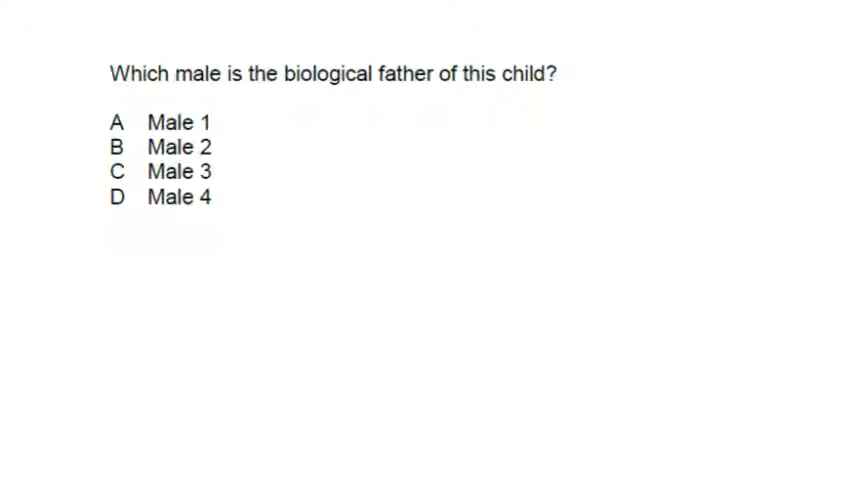 Which male is the biological father of this child?
A Male 1
B Male 2
C Male 3
D Male 4